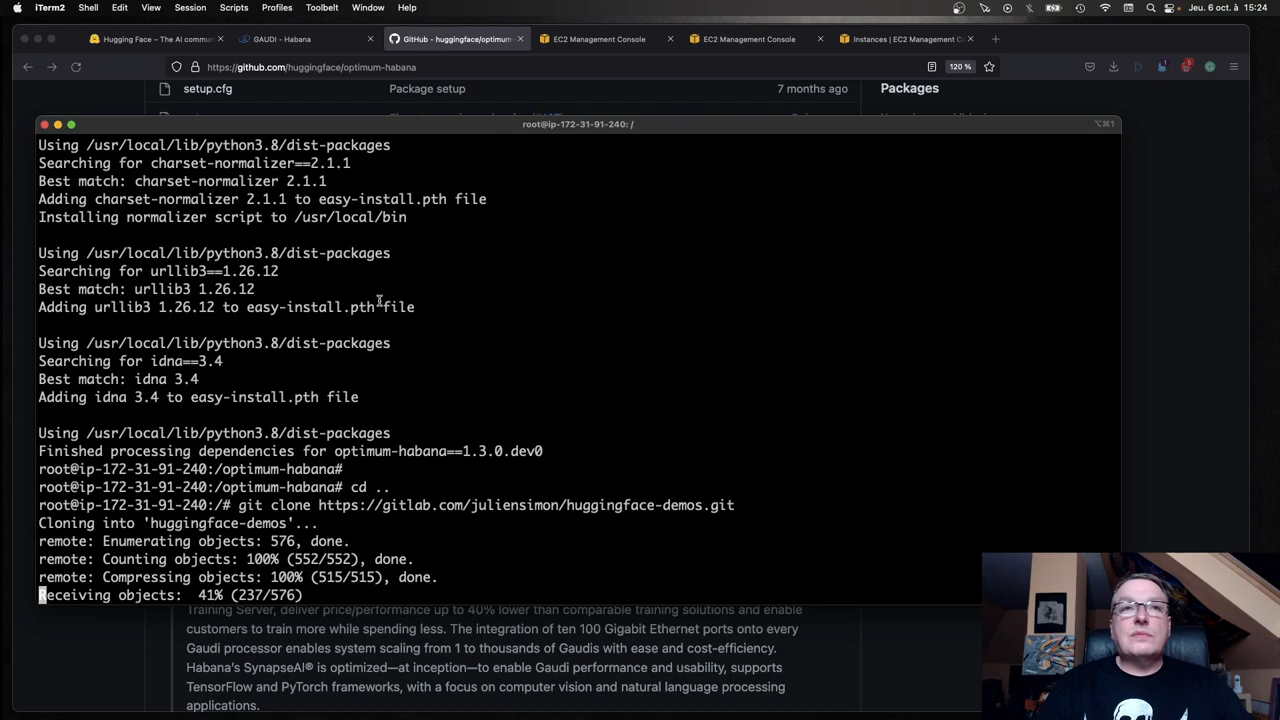 iTerm2 Shell Edit View Session Scripts Profiles Toolbelt Window Help Jeu. 6 oct. à 15:24
Hugging Face – The AI commun GAUDI - Habana GitHub - huggingface/optimum- EC2 Management Console EC2 Management Console Instances | EC2 Management C
https://github.com/huggingface/optimum-habana 120 %
setup.cfg Package setup 7 months ago Packages
root@ip-172-31-91-240: / ⌥⌘1
Using /usr/local/lib/python3.8/dist-packages
Searching for charset-normalizer==2.1.1
Best match: charset-normalizer 2.1.1
Adding charset-normalizer 2.1.1 to easy-install.pth file
Installing normalizer script to /usr/local/bin
Using /usr/local/lib/python3.8/dist-packages
Searching for urllib3==1.26.12
Best match: urllib3 1.26.12
Adding urllib3 1.26.12 to easy-install.pth file
Using /usr/local/lib/python3.8/dist-packages
Searching for idna==3.4
Best match: idna 3.4
Adding idna 3.4 to easy-install.pth file
Using /usr/local/lib/python3.8/dist-packages
Finished processing dependencies for optimum-habana==1.3.0.dev0
root@ip-172-31-91-240:/optimum-habana#
root@ip-172-31-91-240:/optimum-habana# cd ..
root@ip-172-31-91-240:/# git clone https://gitlab.com/juliensimon/huggingface-demos.git
Cloning into 'huggingface-demos'...
remote: Enumerating objects: 576, done.
remote: Counting objects: 100% (552/552), done.
remote: Compressing objects: 100% (515/515), done.
Receiving objects: 41% (237/576)
Training Server, deliver price/performance up to 40% lower than comparable training solutions and enable
customers to train more while spending less. The integration of ten 100 Gigabit Ethernet ports onto every
Gaudi processor enables system scaling from 1 to thousands of Gaudis with ease and cost-efficiency.
Habana's SynapseAI® is optimized—at inception—to enable Gaudi performance and usability, supports
TensorFlow and PyTorch frameworks, with a focus on computer vision and natural language processing
applications.